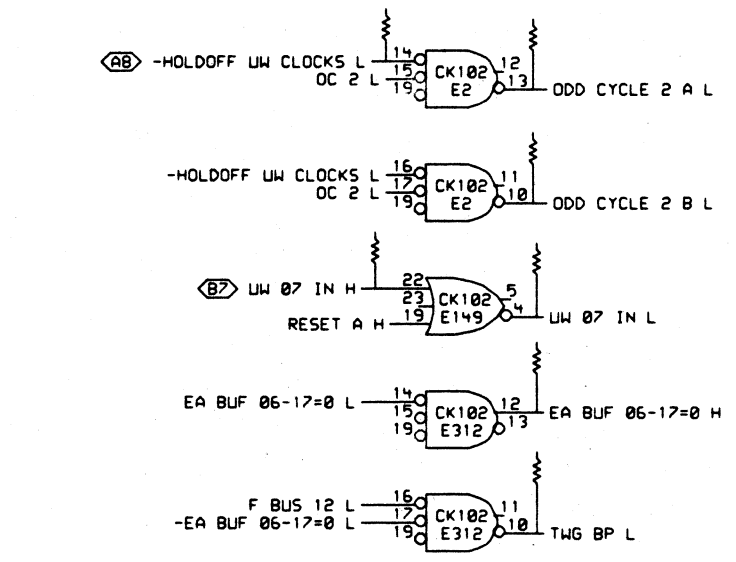 A8 -HOLDOFF UW CLOCKS L 14 12
OC 2 L 15 CK102 13 ODD CYCLE 2 A L
19 E2
-HOLDOFF UW CLOCKS L 16 11
OC 2 L 17 CK102 10 ODD CYCLE 2 B L
19 E2
B7 UW 07 IN H 22 5
23 CK102 4 UW 07 IN L
RESET A H 19 E149
EA BUF 06-17=0 L 14 12 EA BUF 06-17=0 H
15 CK102 13
19 E312
F BUS 12 L 16 11
-EA BUF 06-17=0 L 17 CK102 10 TWG BP L
19 E312